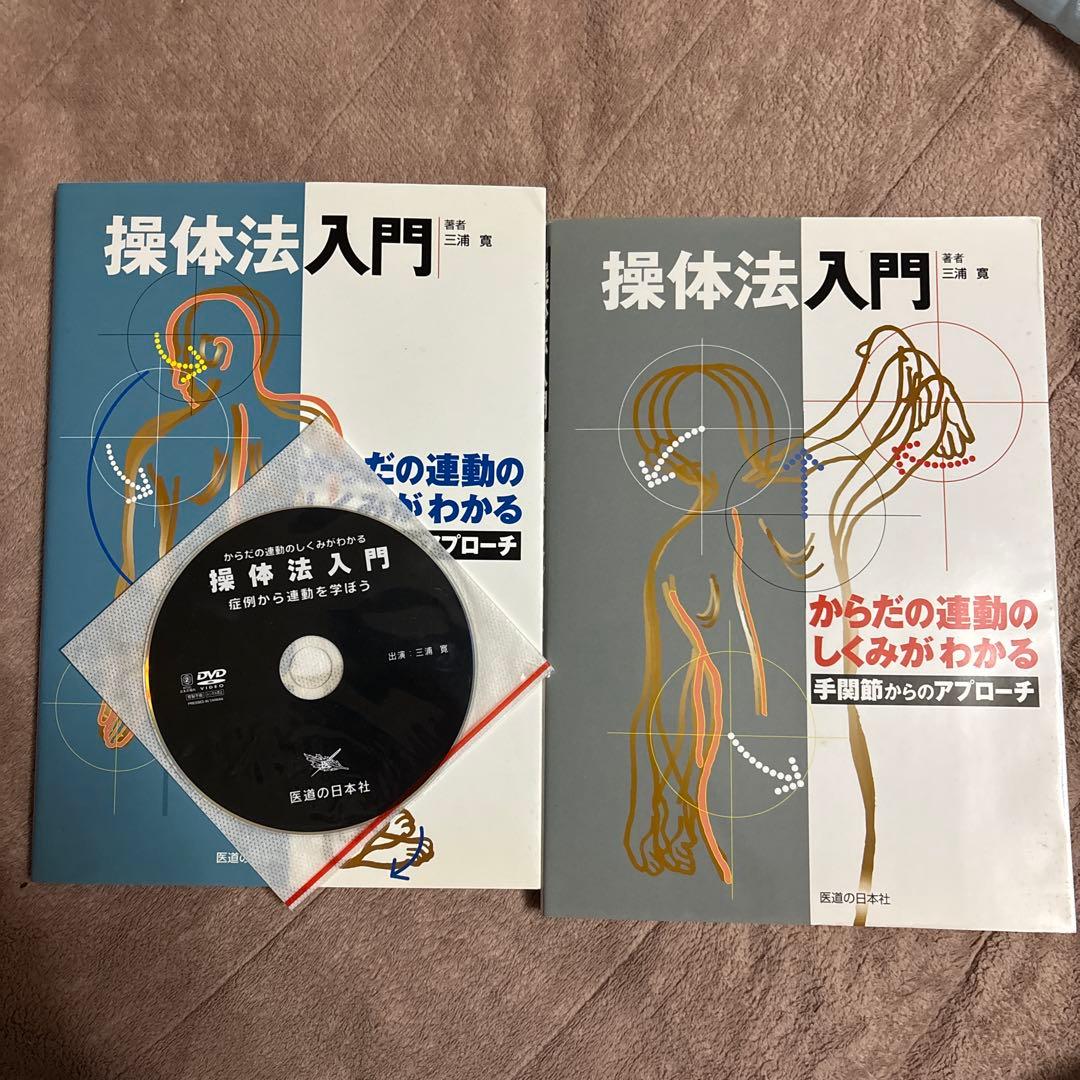 操体法入門
著者
三浦 寛
だの連動の
しくみがわかる
アプローチ
からだの連動のしくみがわかる
操体法入門
症例から連動を学ぼう
出演:三浦 寛
DVD
VIDEO
医道の日本社
医道の
操体法入門
著者
三浦 寛
からだの連動の
しくみがわかる
手関節からのアプローチ
医道の日本社